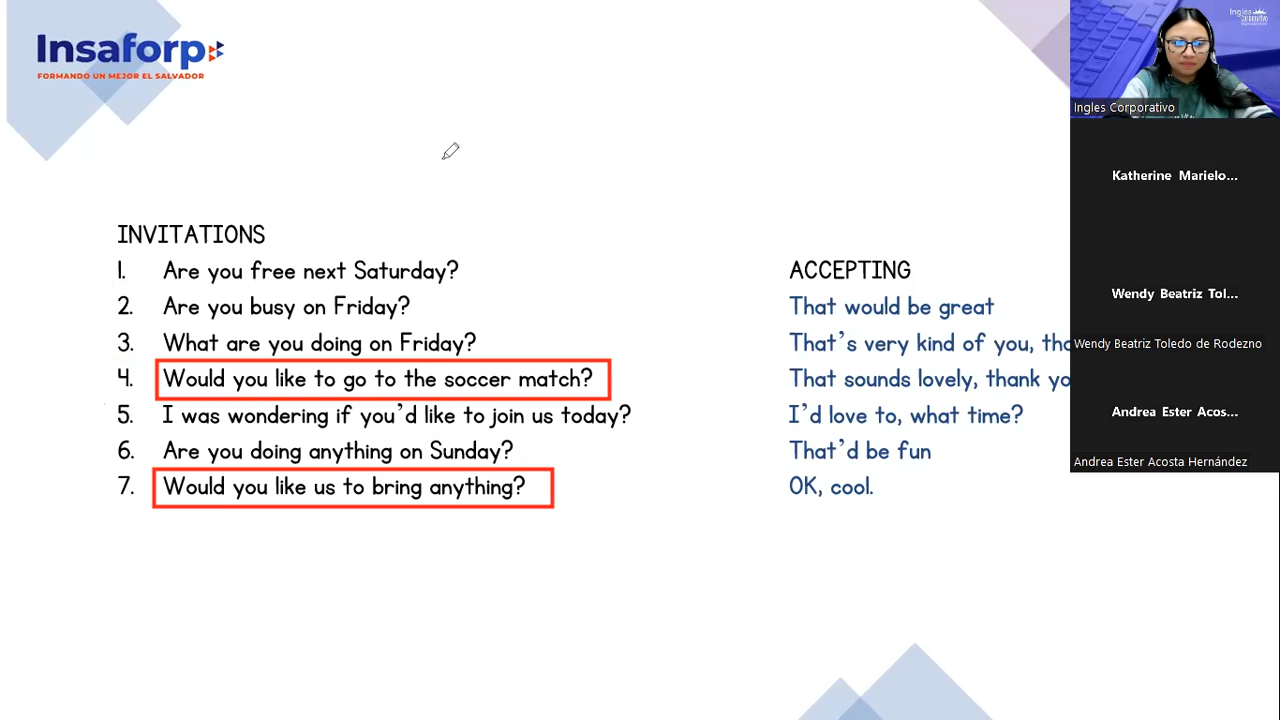 Insaforp
FORMANDO UN MEJOR EL SALVADOR
Ingles
Ingles Corporativo
Katherine Marielo...
Wendy Beatriz Tol...
Wendy Beatriz Toledo de Rodezno
Andrea Ester Acos...
Andrea Ester Acosta Hernández
INVITATIONS
1. Are you free next Saturday?
2. Are you busy on Friday?
3. What are you doing on Friday?
4. Would you like to go to the soccer match?
5. I was wondering if you'd like to join us today?
6. Are you doing anything on Sunday?
7. Would you like us to bring anything?
ACCEPTING
That would be great
That's very kind of you,
That sounds lovely, thank yo
I'd love to, what time?
That'd be fun
OK, cool.